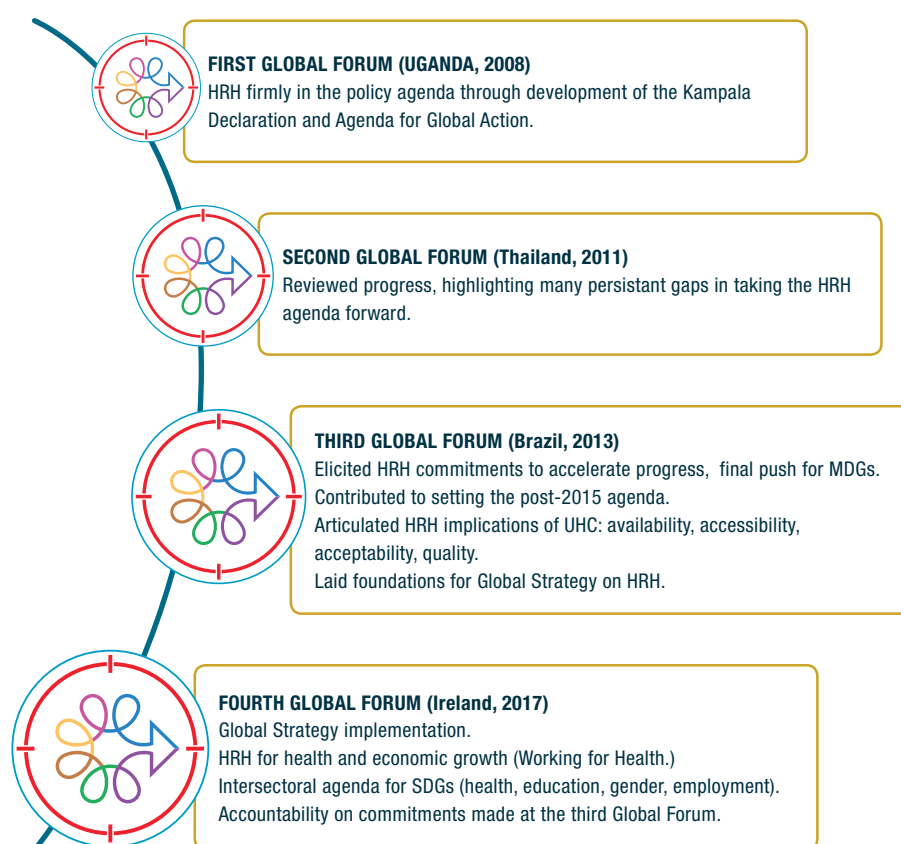 FIRST GLOBAL FORUM (UGANDA, 2008)
HRH firmly in the policy agenda through development of the Kampala
Declaration and Agenda for Global Action.
SECOND GLOBAL FORUM (Thailand, 2011)
Reviewed progress, highlighting many persistant gaps in taking the HRH
agenda forward.
THIRD GLOBAL FORUM (Brazil, 2013)
Elicited HRH commitments to accelerate progress, final push for MDGs.
Contributed to setting the post-2015 agenda.
Articulated HRH implications of UHC: availability, accessibility,
acceptability, quality.
Laid foundations for Global Strategy on HRH.
FOURTH GLOBAL FORUM (Ireland, 2017)
Global Strategy implementation.
HRH for health and economic growth (Working for Health.)
Intersectoral agenda for SDGs (health, education, gender, employment).
Accountability on commitments made at the third Global Forum.